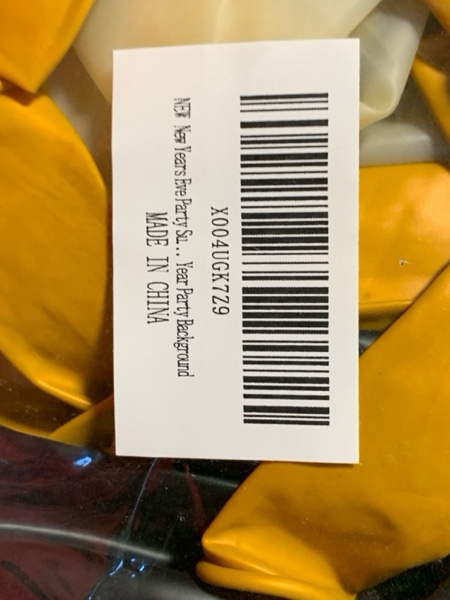 X004UGK7Z9
NEW New Years Eve Party Su... Year Party Background
MADE IN CHINA